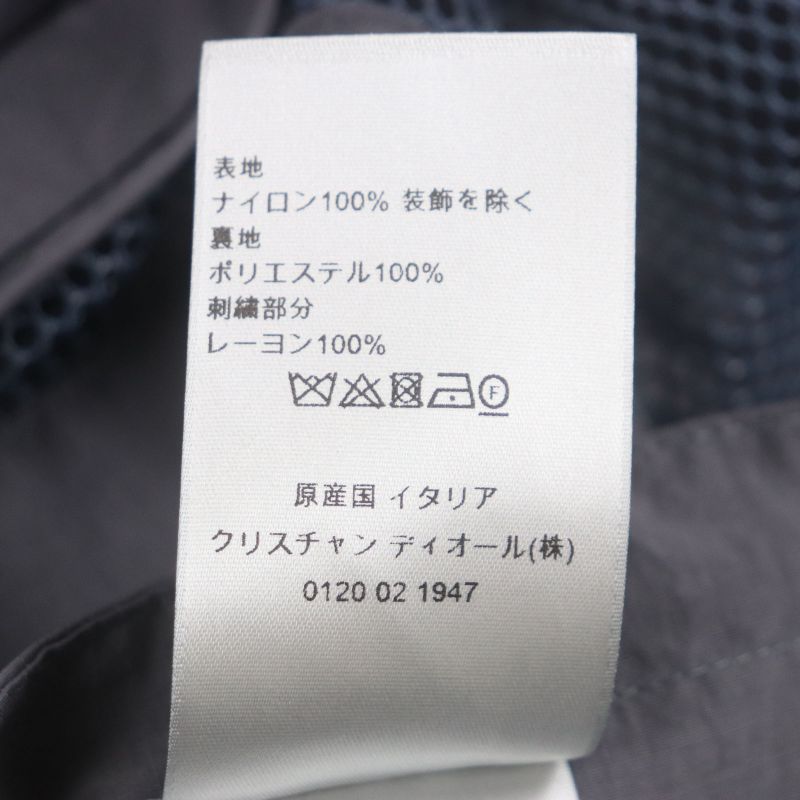 表地
ナイロン100% 装飾を除く
裏地
ポリエステル100%
刺繍部分
レーヨン100%
F
原産国 イタリア
クリスチャン ディオール(株)
0120 02 1947